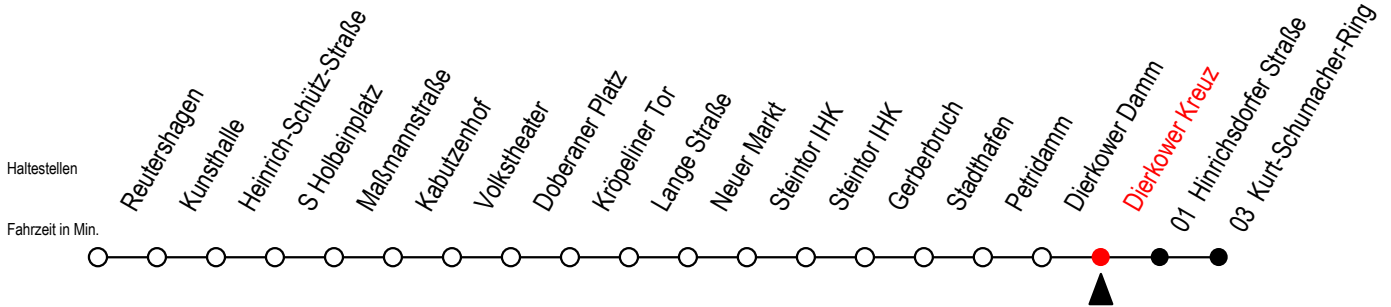 Haltestellen
Fahrzeit in Min.
Reutershagen
Kunsthalle
Heinrich-Schütz-Straße
S Holbeinplatz
Maßmannstraße
Kabutzenhof
Volkstheater
Doberaner Platz
Kröpeliner Tor
Lange Straße
Neuer Markt
Steintor IHK
Steintor IHK
Gerberbruch
Stadthafen
Petridamm
Dierkower Damm
Dierkower Kreuz
01 Hinrichsdorfer Straße
03 Kurt-Schumacher-Ring